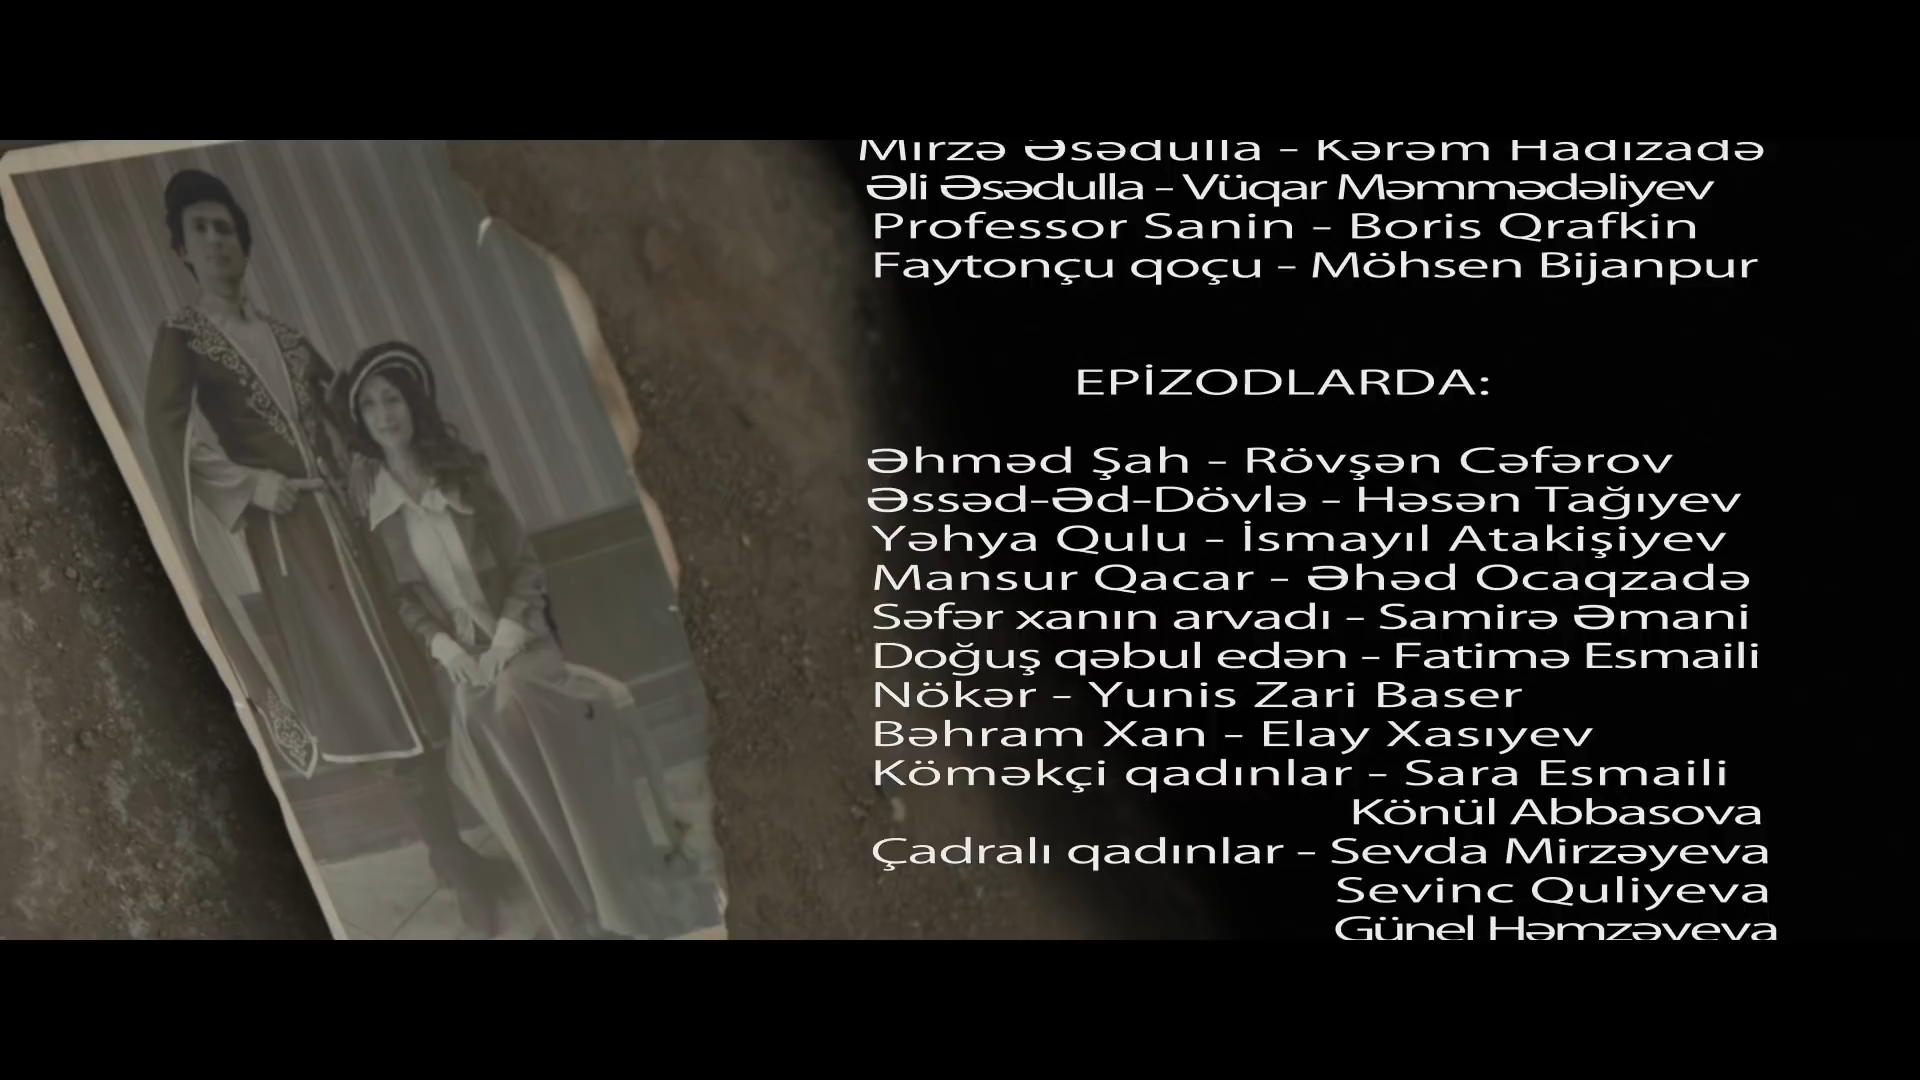 Mirzə Əsədulla - Kərəm Hadizadə
Əli Əsədulla - Vüqar Məmmədəliyev
Professor Sanin - Boris Qrafkin
Faytonçu qoçu - Möhsen Bijanpur
EPİZODLARDA:
Əhməd Şah - Rövşən Cəfərov
Əssəd-Əd-Dövlə - Həsən Tağıyev
Yəhya Qulu - İsmayıl Atakişiyev
Mansur Qacar - Əhəd Ocaqzadə
Səfər xanın arvadı - Samirə Əmani
Doğuş qəbul edən - Fatimə Esmaili
Nökər - Yunis Zari Baser
Bəhram Xan - Elay Xasıyev
Köməkçi qadınlar - Sara Esmaili
Könül Abbasova
Çadralı qadınlar - Sevda Mirzəyeva
Sevinc Quliyeva
Günel Həmzəyeva